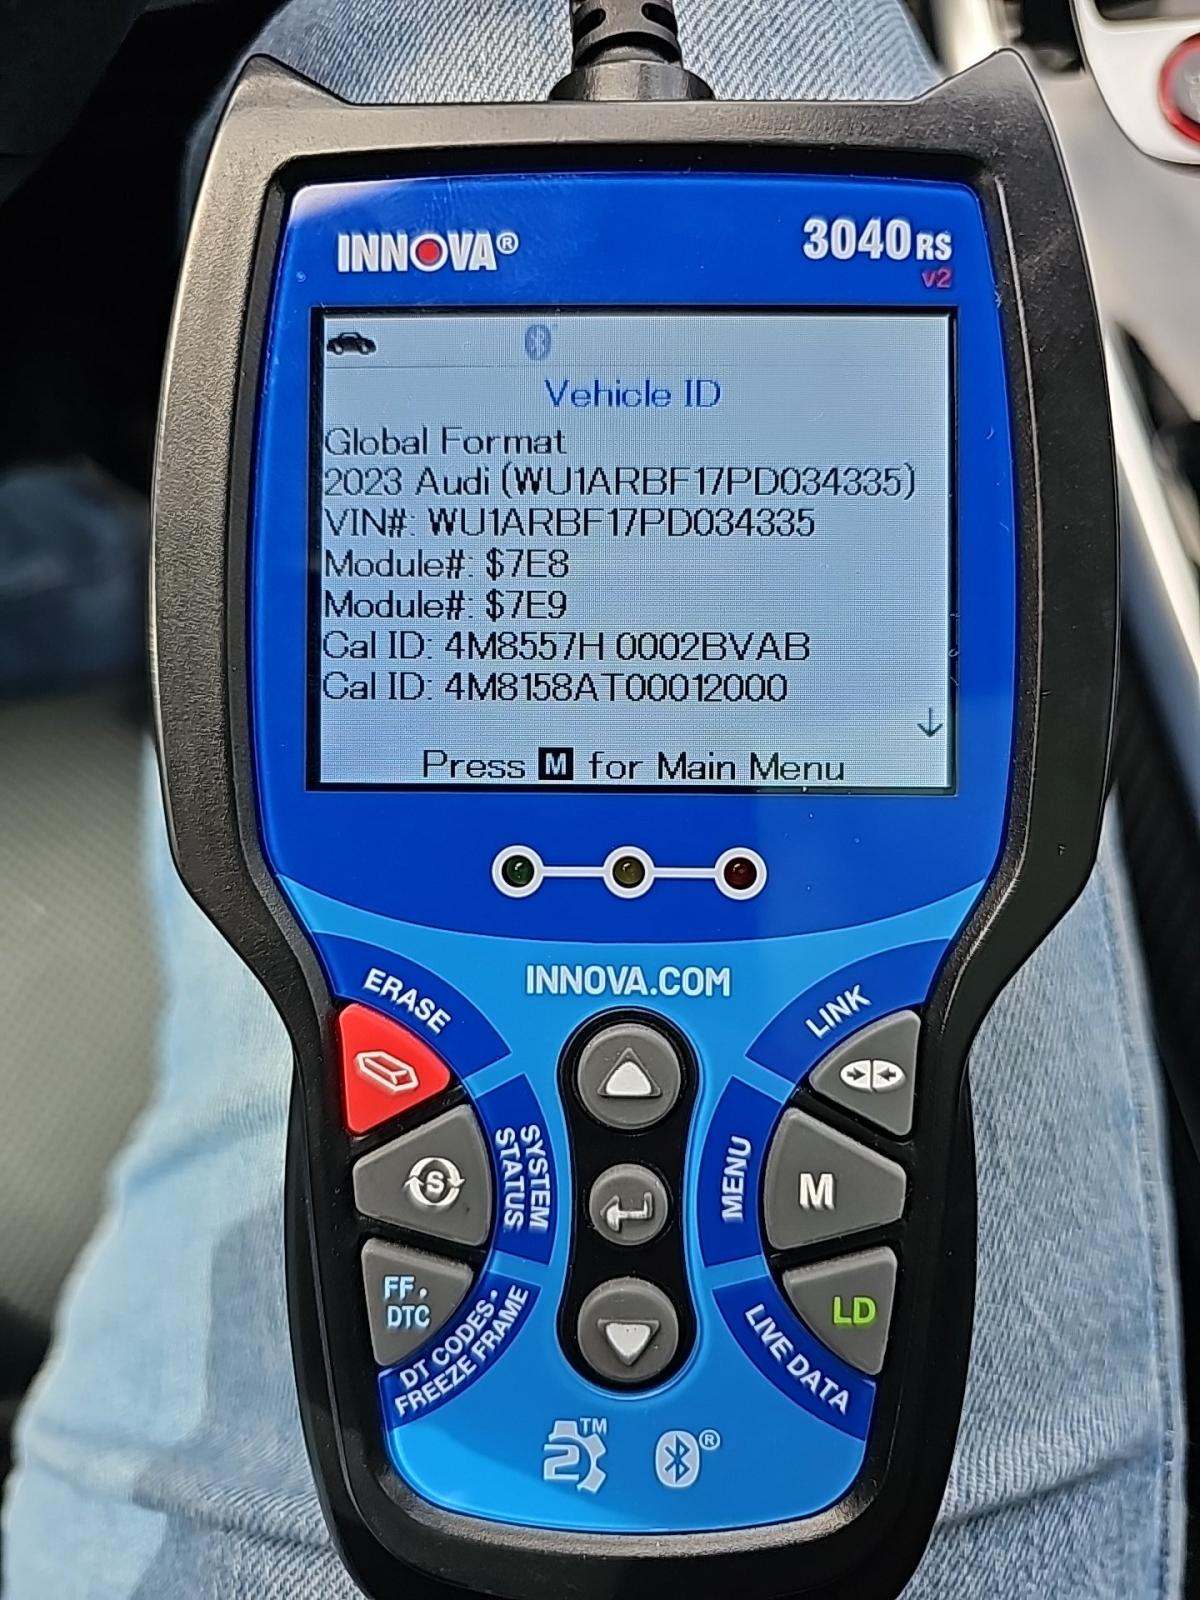 INNOVA®
3040RS
v2
Vehicle ID
Global Format
2023 Audi (WU1ARBF17PD034335)
VIN#: WU1ARBF17PD034335
Module#: $7E8
Module#: $7E9
Cal ID: 4M8557H 0002BVAB
Cal ID: 4M8158AT00012000
Press M for Main Menu
INNOVA.COM
ERASE
LINK
S
SYSTEM
STATUS
MENU
M
FF.
DTC
DT CODES•
FREEZE FRAME
LIVE DATA
LD
2™
®